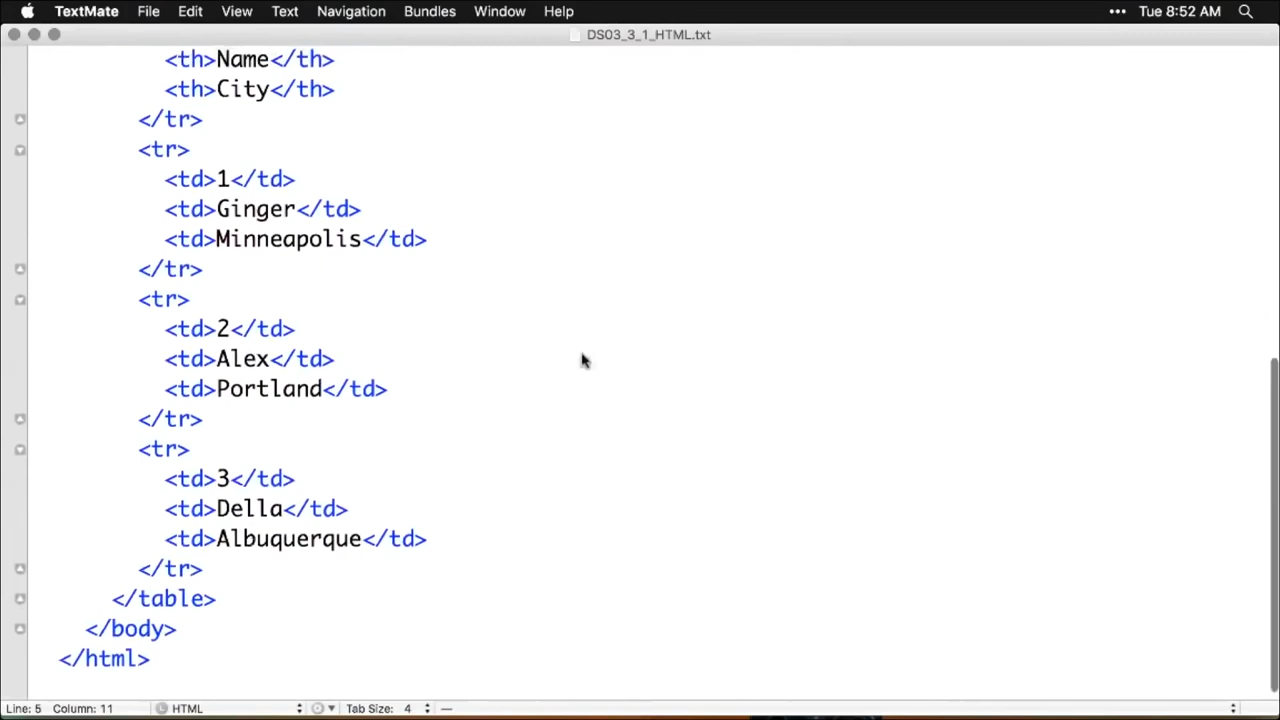 TextMate File Edit View Text Navigation Bundles Window Help ••• Tue 8:52 AM
DS03_3_1_HTML.txt
<th>Name</th>
<th>City</th>
</tr>
<tr>
<td>1</td>
<td>Ginger</td>
<td>Minneapolis</td>
</tr>
<tr>
<td>2</td>
<td>Alex</td>
<td>Portland</td>
</tr>
<tr>
<td>3</td>
<td>Della</td>
<td>Albuquerque</td>
</tr>
</table>
</body>
</html>
Line: 5 Column: 11 L HTML Tab Size: 4 —